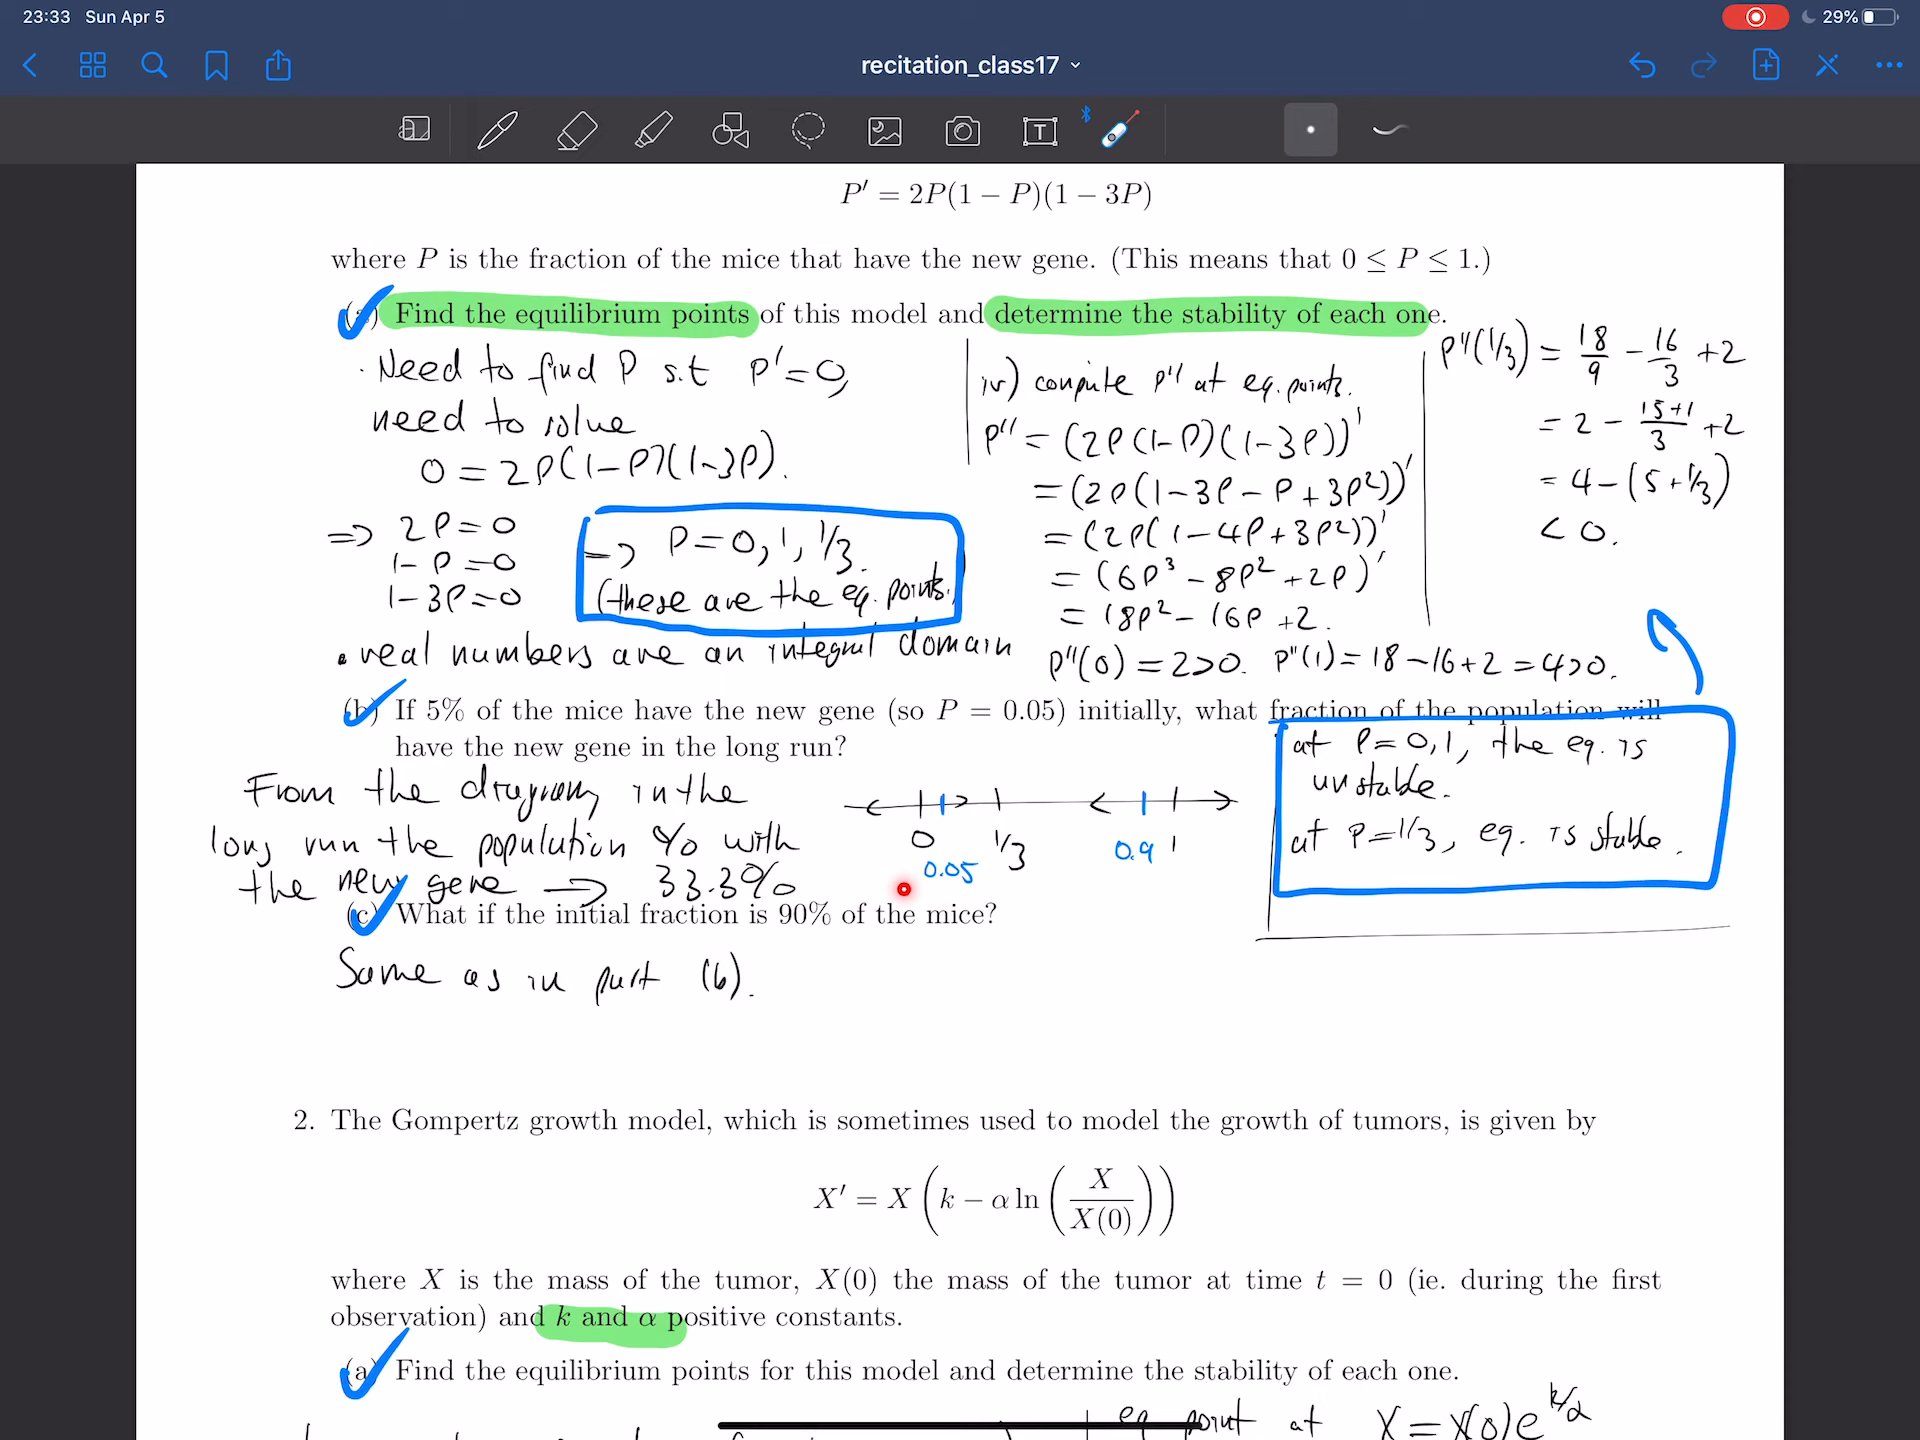 23:33 Sun Apr 5
29%
recitation_class17
P′ = 2P(1 − P)(1 − 3P)
where P is the fraction of the mice that have the new gene. (This means that 0 ≤ P ≤ 1.)
(a) Find the equilibrium points of this model and determine the stability of each one.
· Need to find P s.t P' = 0,
need to solve
0 = 2P(1-P)(1-3P).
=> 2P=0
1-P=0
1-3P=0
=> P=0, 1, 1/3.
(these are the eq. points.)
• real numbers are an integral domain
iv) compute P'' at eq. points.
P'' = (2P(1-P)(1-3P))'
= (2P(1-3P-P+3P²))'
= (2P(1-4P+3P²))'
= (6P³-8P²+2P)'
= 18P²-16P+2.
P''(0) = 2>0. P''(1) = 18-16+2 = 4>0.
P''(1/3) = 18/9 - 16/3 +2
= 2 - 15+1/3 +2
= 4-(5+1/3)
< 0.
(b) If 5% of the mice have the new gene (so P = 0.05) initially, what fraction of the population will
have the new gene in the long run?
From the diagram, in the
long run the population % with
the new gene → 33.3%
0 1/3 1
0.05 0.9
at P=0,1, the eq. is
unstable.
at P=1/3, eq. is stable.
(c) What if the initial fraction is 90% of the mice?
Same as in part (b).
2. The Gompertz growth model, which is sometimes used to model the growth of tumors, is given by
X′ = X (k − α ln (X / X(0)))
where X is the mass of the tumor, X(0) the mass of the tumor at time t = 0 (ie. during the first
observation) and k and α positive constants.
(a) Find the equilibrium points for this model and determine the stability of each one.
eq point at X = X(0)e^k/α